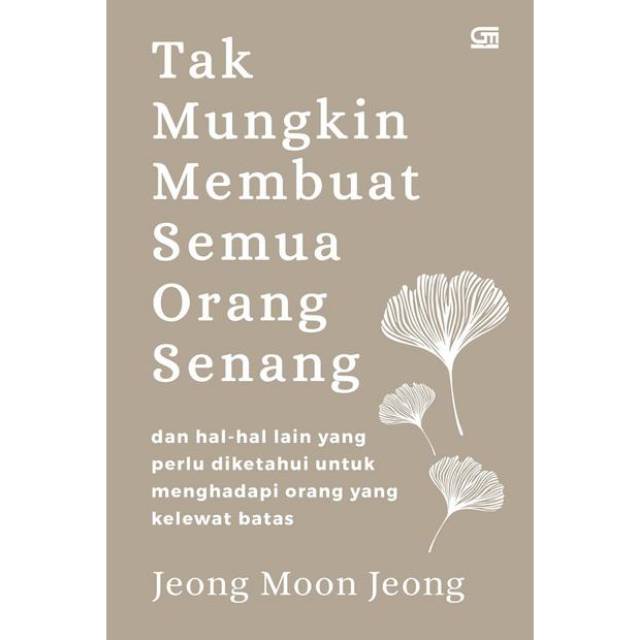 GM
Tak
Mungkin
Membuat
Semua
Orang
Senang
dan hal-hal lain yang
perlu diketahui untuk
menghadapi orang yang
kelewat batas
Jeong Moon Jeong